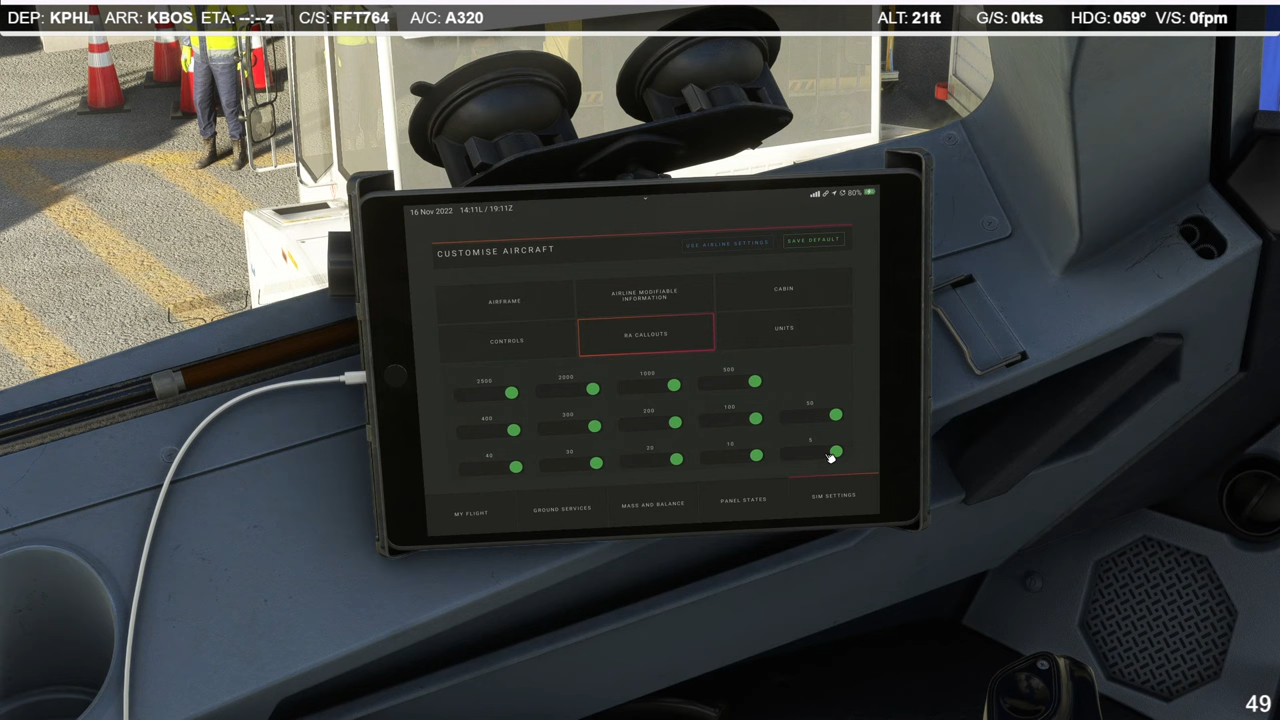 DEP: KPHL ARR: KBOS ETA: --:--z C/S: FFT764 A/C: A320 ALT: 21ft G/S: 0kts HDG: 059° V/S: 0fpm
16 Nov 2022 14:11L / 19:11Z 80%
CUSTOMISE AIRCRAFT USE AIRLINE SETTINGS SAVE DEFAULT
AIRFRAME AIRLINE MODIFIABLE INFORMATION CABIN
CONTROLS RA CALLOUTS UNITS
2500 2000 1000 500
400 300 200 100 50
40 30 20 10 5
MY FLIGHT GROUND SERVICES MASS AND BALANCE PANEL STATES SIM SETTINGS
49